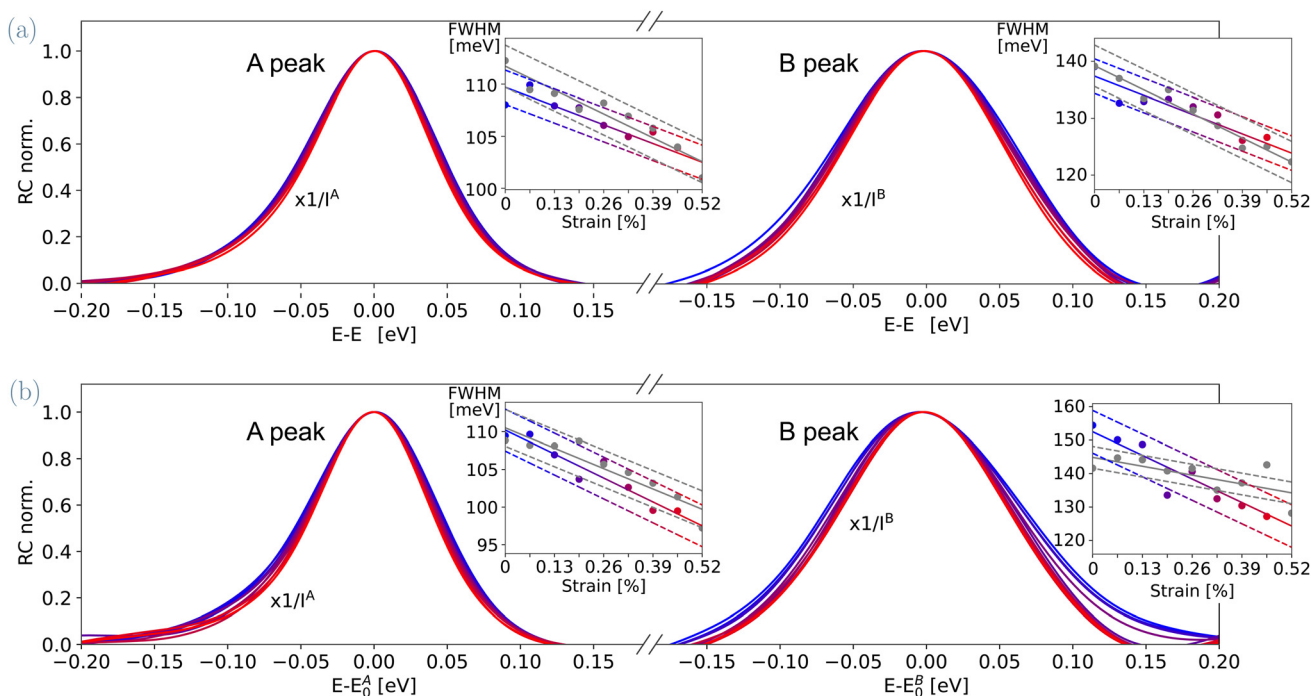 (a)
FWHM
[meV]
FWHM
[meV]
1.0
0.8
0.6
0.4
0.2
0.0
RC norm.
A peak
x1/I^A
110
105
100
0 0.13 0.26 0.39 0.52
Strain [%]
B peak
x1/I^B
140
130
120
0 0.13 0.26 0.39 0.52
Strain [%]
−0.20 −0.15 −0.10 −0.05 0.00 0.05 0.10 0.15
E-E [eV]
−0.15 −0.10 −0.05 0.00 0.05 0.10 0.15 0.20
E-E [eV]
(b)
FWHM
[meV]
1.0
0.8
0.6
0.4
0.2
0.0
RC norm.
A peak
x1/I^A
110
105
100
95
0 0.13 0.26 0.39 0.52
Strain [%]
B peak
x1/I^B
160
150
140
130
120
0 0.13 0.26 0.39 0.52
Strain [%]
−0.20 −0.15 −0.10 −0.05 0.00 0.05 0.10 0.15
E-E₀^A [eV]
−0.15 −0.10 −0.05 0.00 0.05 0.10 0.15 0.20
E-E₀^B [eV]